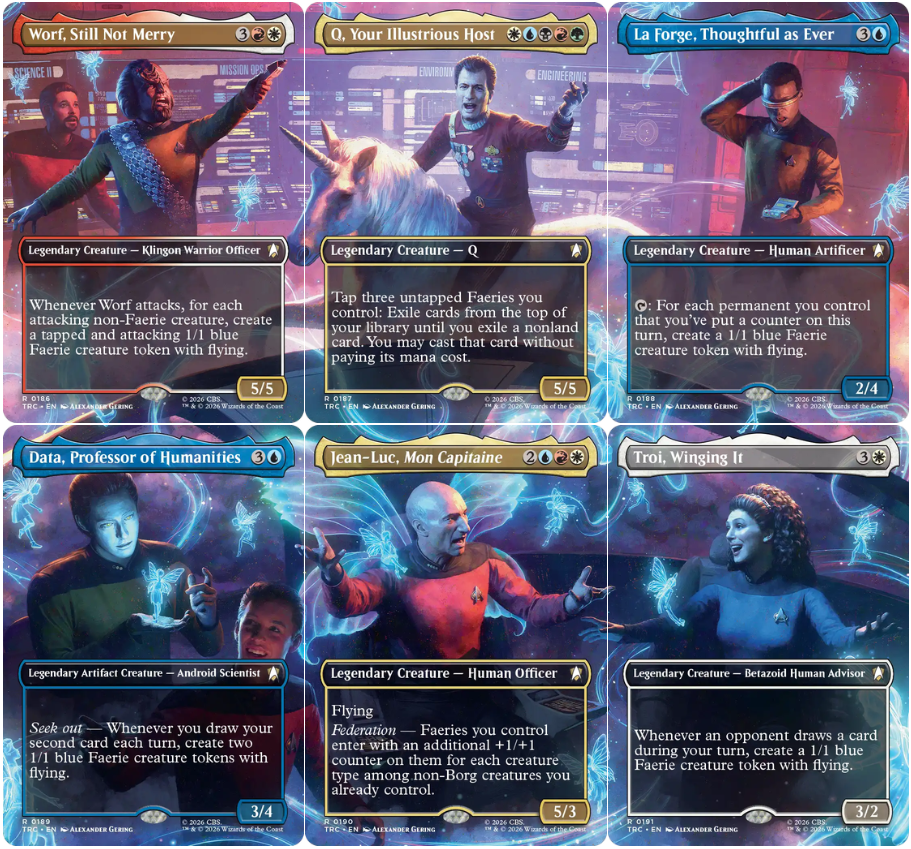 Worf, Still Not Merry 3
SCIENCE II
MISSION OPS
Legendary Creature — Klingon Warrior Officer
Whenever Worf attacks, for each
attacking non-Faerie creature, create
a tapped and attacking 1/1 blue
Faerie creature token with flying.
5/5
R 0186
TRC • EN ALEXANDER GERING
© 2026 CBS.
™ & © 2026 Wizards of the Coast
Q, Your Illustrious Host
ENGINEERING
Legendary Creature — Q
Tap three untapped Faeries you
control: Exile cards from the top of
your library until you exile a nonland
card. You may cast that card without
paying its mana cost.
5/5
R 0187
TRC • EN ALEXANDER GERING
© 2026 CBS.
™ & © 2026 Wizards of the Coast
La Forge, Thoughtful as Ever 3
Legendary Creature — Human Artificer
: For each permanent you control
that you've put a counter on this
turn, create a 1/1 blue Faerie
creature token with flying.
2/4
R 0188
TRC • EN ALEXANDER GERING
© 2026 CBS.
™ & © 2026 Wizards of the Coast
Data, Professor of Humanities 3
Legendary Artifact Creature — Android Scientist
Seek out — Whenever you draw your
second card each turn, create two
1/1 blue Faerie creature tokens with
flying.
3/4
R 0189
TRC • EN ALEXANDER GERING
© 2026 CBS.
™ & © 2026 Wizards of the Coast
Jean-Luc, Mon Capitaine 2
Legendary Creature — Human Officer
Flying
Federation — Faeries you control
enter with an additional +1/+1
counter on them for each creature
type among non-Borg creatures you
already control.
5/3
R 0190
TRC • EN ALEXANDER GERING
© 2026 CBS.
™ & © 2026 Wizards of the Coast
Troi, Winging It 3
Legendary Creature — Betazoid Human Advisor
Whenever an opponent draws a card
during your turn, create a 1/1 blue
Faerie creature token with flying.
3/2
R 0191
TRC • EN ALEXANDER GERING
© 2026 CBS.
™ & © 2026 Wizards of the Coast